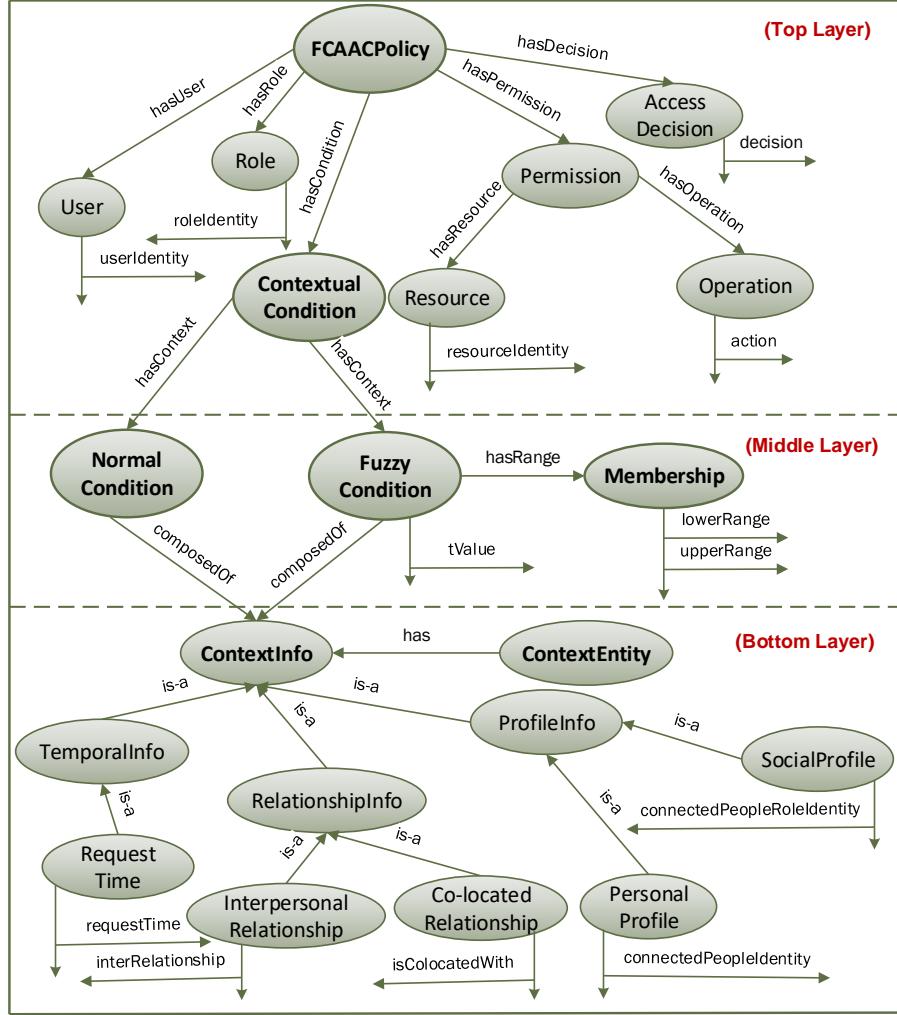 (Top Layer)
FCAACPolicy
hasDecision
hasUser
hasRole
hasPermission
Access
Decision
hasCondition
decision
Role
Permission
User
hasOperation
roleIdentity
hasResource
userIdentity
Contextual
Condition
Resource
Operation
hasContext
hasContext
resourceIdentity
action
(Middle Layer)
Normal
Condition
Fuzzy
Condition
hasRange
Membership
lowerRange
composedOf
composedOf
tValue
upperRange
(Bottom Layer)
ContextInfo
has
ContextEntity
is-a
is-a
is-a
ProfileInfo
is-a
TemporalInfo
SocialProfile
is-a
RelationshipInfo
is-a
connectedPeopleRoleIdentity
is-a
is-a
Request
Time
Interpersonal
Relationship
Co-located
Relationship
Personal
Profile
requestTime
interRelationship
isColocatedWith
connectedPeopleIdentity